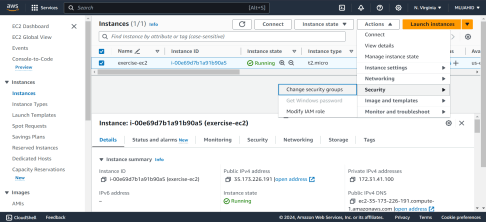 aws
Services
Search
[Alt+S]
N. Virginia
MUJAHID
EC2 Dashboard
EC2 Global View
Events
Console-to-Code
Preview
Instances
Instances
Instance Types
Launch Templates
Spot Requests
Savings Plans
Reserved Instances
Dedicated Hosts
Capacity Reservations
New
Images
AMIs
Instances (1/1) Info
Connect
Instance state
Actions
Launch instances
Find Instance by attribute or tag (case-sensitive)
Name
Instance ID
Instance state
Instance type
exercise-ec2
i-00e69d7b1a91b90a5
Running
t2.micro
Connect
View details
Manage instance state
Instance settings
Networking
Security
Image and templates
Monitor and troubleshoot
Change security groups
Get Windows password
Modify IAM role
Instance: i-00e69d7b1a91b90a5 (exercise-ec2)
Details
Status and alarms New
Monitoring
Security
Networking
Storage
Tags
Instance summary Info
Instance ID
i-00e69d7b1a91b90a5 (exercise-ec2)
Public IPv4 address
35.173.226.191 |open address
Private IPv4 addresses
172.31.41.100
IPv6 address
–
Instance state
Running
Public IPv4 DNS
ec2-35-173-226-191.compute-
1.amazonaws.com |open address
CloudShell
Feedback
© 2024, Amazon Web Services, Inc. or its affiliates.
Privacy
Terms
Cookie preferences